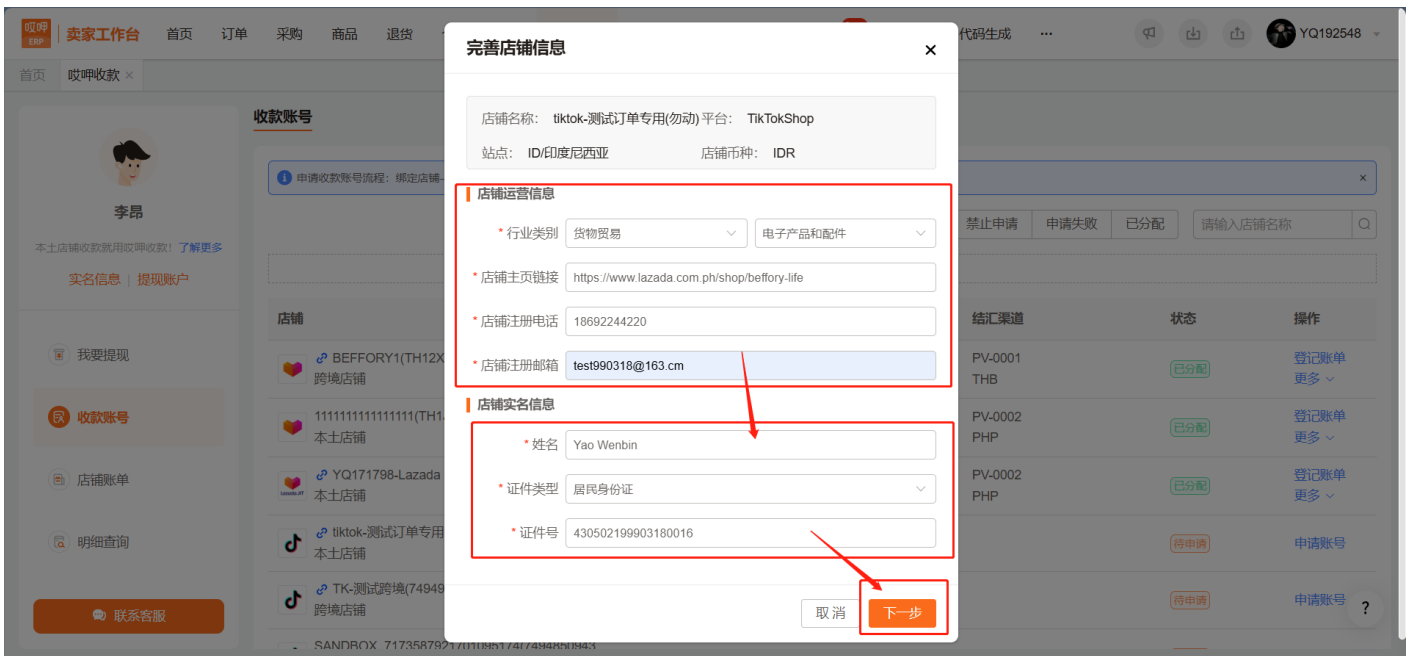 哎呷
ERP
卖家工作台
首页 订单 采购 商品 退货
代码生成 ···
YQ192548
首页 哎呷收款 ×
完善店铺信息
店铺名称： tiktok-测试订单专用(勿动) 平台： TikTokShop
站点： ID/印度尼西亚 店铺币种： IDR
店铺运营信息
* 行业类别 货物贸易 电子产品和配件
* 店铺主页链接 https://www.lazada.com.ph/shop/beffory-life
* 店铺注册电话 18692244220
* 店铺注册邮箱 test990318@163.cm
店铺实名信息
* 姓名 Yao Wenbin
* 证件类型 居民身份证
* 证件号 430502199903180016
取消 下一步
李昂
本土店铺收款就用哎呷收款！了解更多
实名信息 | 提现账户
我要提现
收款账号
店铺账单
明细查询
联系客服
收款账号
申请收款账号流程：绑定店铺
禁止申请 申请失败 已分配 请输入店铺名称
店铺 结汇渠道 状态 操作
BEFFORY1(TH12X PV-0001 已分配 登记账单
跨境店铺 THB 更多
1111111111111111(TH1 PV-0002 已分配 登记账单
本土店铺 PHP 更多
YQ171798-Lazada PV-0002 已分配 登记账单
本土店铺 PHP 更多
tiktok-测试订单专用 待申请 申请账号
本土店铺
TK-测试跨境(74949 待申请 申请账号
跨境店铺
SANDBOX_7173587921701095174(7494850943
?